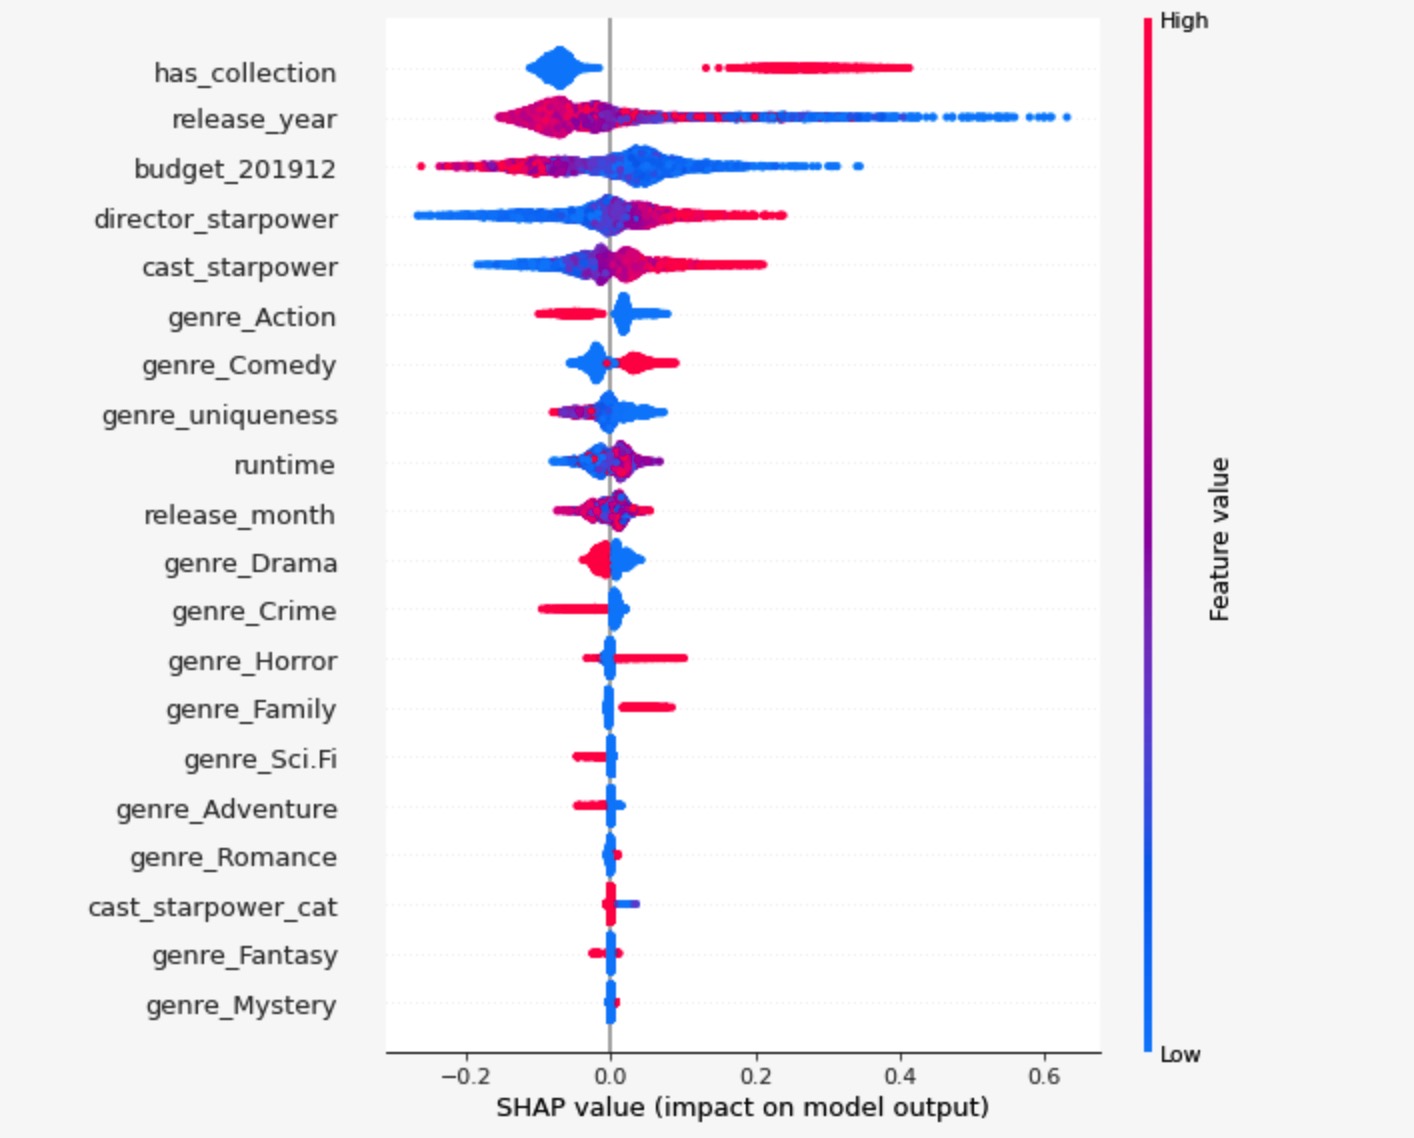 High
has_collection
release_year
budget_201912
director_starpower
cast_starpower
genre_Action
genre_Comedy
genre_uniqueness
runtime
release_month
genre_Drama
genre_Crime
genre_Horror
genre_Family
genre_Sci.Fi
genre_Adventure
genre_Romance
cast_starpower_cat
genre_Fantasy
genre_Mystery
Feature value
Low
−0.2 0.0 0.2 0.4 0.6
SHAP value (impact on model output)